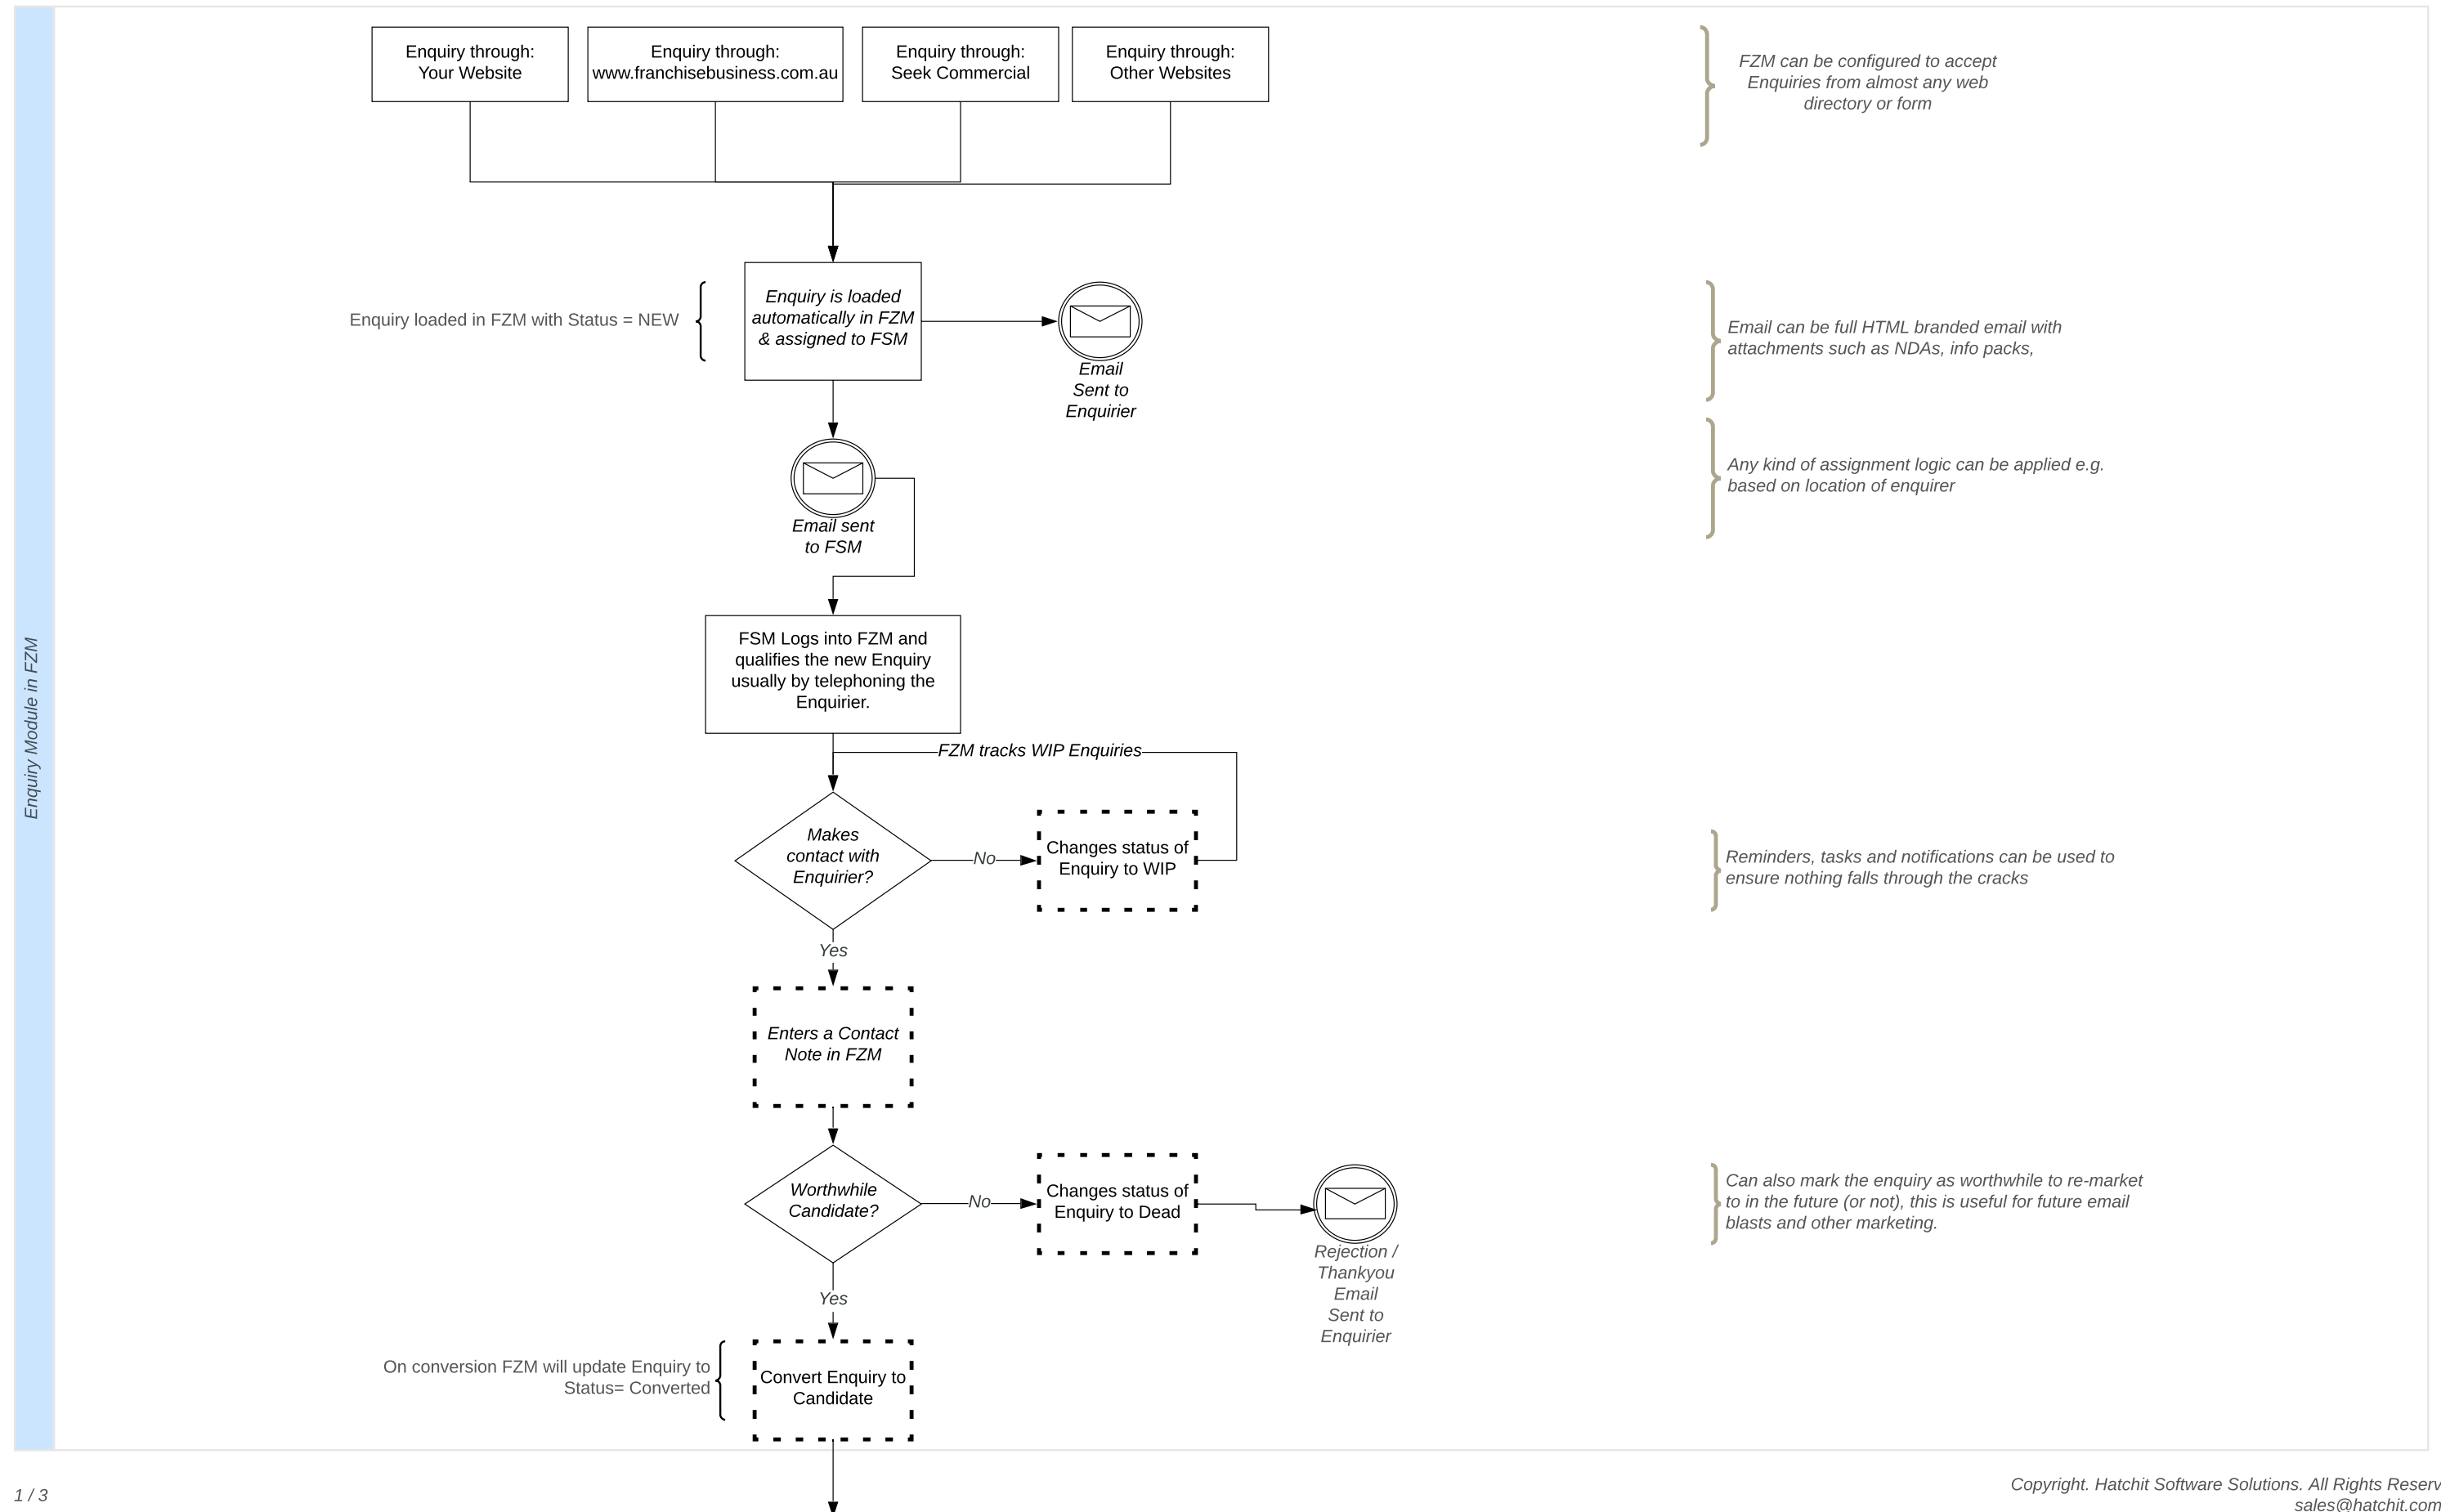 Enquiry through:
Your Website
Enquiry through:
www.franchisebusiness.com.au
Enquiry through:
Seek Commercial
Enquiry through:
Other Websites
FZM can be configured to accept
Enquiries from almost any web
directory or form
Enquiry loaded in FZM with Status = NEW
Enquiry is loaded
automatically in FZM
& assigned to FSM
Email
Sent to
Enquirier
Email can be full HTML branded email with
attachments such as NDAs, info packs,
Email sent
to FSM
Any kind of assignment logic can be applied e.g.
based on location of enquirer
FSM Logs into FZM and
qualifies the new Enquiry
usually by telephoning the
Enquirier.
Enquiry Module in FZM
FZM tracks WIP Enquiries
Makes
contact with
Enquirier?
No
Changes status of
Enquiry to WIP
Reminders, tasks and notifications can be used to
ensure nothing falls through the cracks
Yes
Enters a Contact
Note in FZM
Worthwhile
Candidate?
No
Changes status of
Enquiry to Dead
Rejection /
Thankyou
Email
Sent to
Enquirier
Can also mark the enquiry as worthwhile to re-market
to in the future (or not), this is useful for future email
blasts and other marketing.
Yes
On conversion FZM will update Enquiry to
Status= Converted
Convert Enquiry to
Candidate
1 / 3
Copyright. Hatchit Software Solutions. All Rights Reserv
sales@hatchit.com